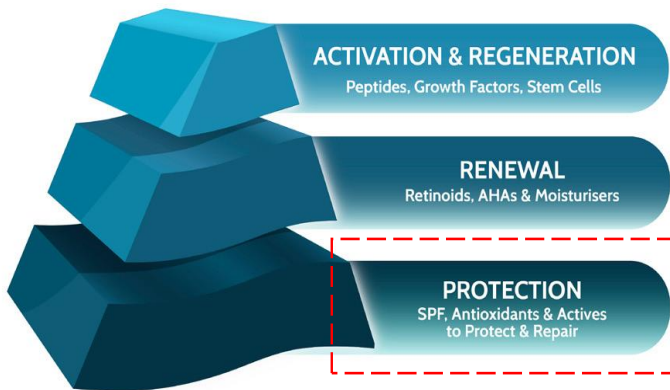 ACTIVATION & REGENERATION
Peptides, Growth Factors, Stem Cells
RENEWAL
Retinoids, AHAs & Moisturisers
PROTECTION
SPF, Antioxidants & Actives
to Protect & Repair